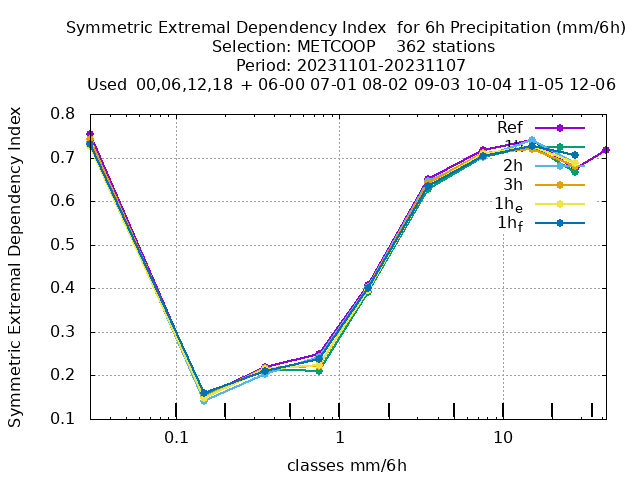 Symmetric Extremal Dependency Index  for 6h Precipitation (mm/6h)
Selection: METCOOP    362 stations
Period: 20231101-20231107
Used  00,06,12,18  + 06-00 07-01 08-02 09-03 10-04 11-05 12-06
Symmetric Extremal Dependency Index
0.8
0.7
0.6
0.5
0.4
0.3
0.2
0.1
Ref
2h
3h
1he
1hf
0.1
1
10
classes mm/6h